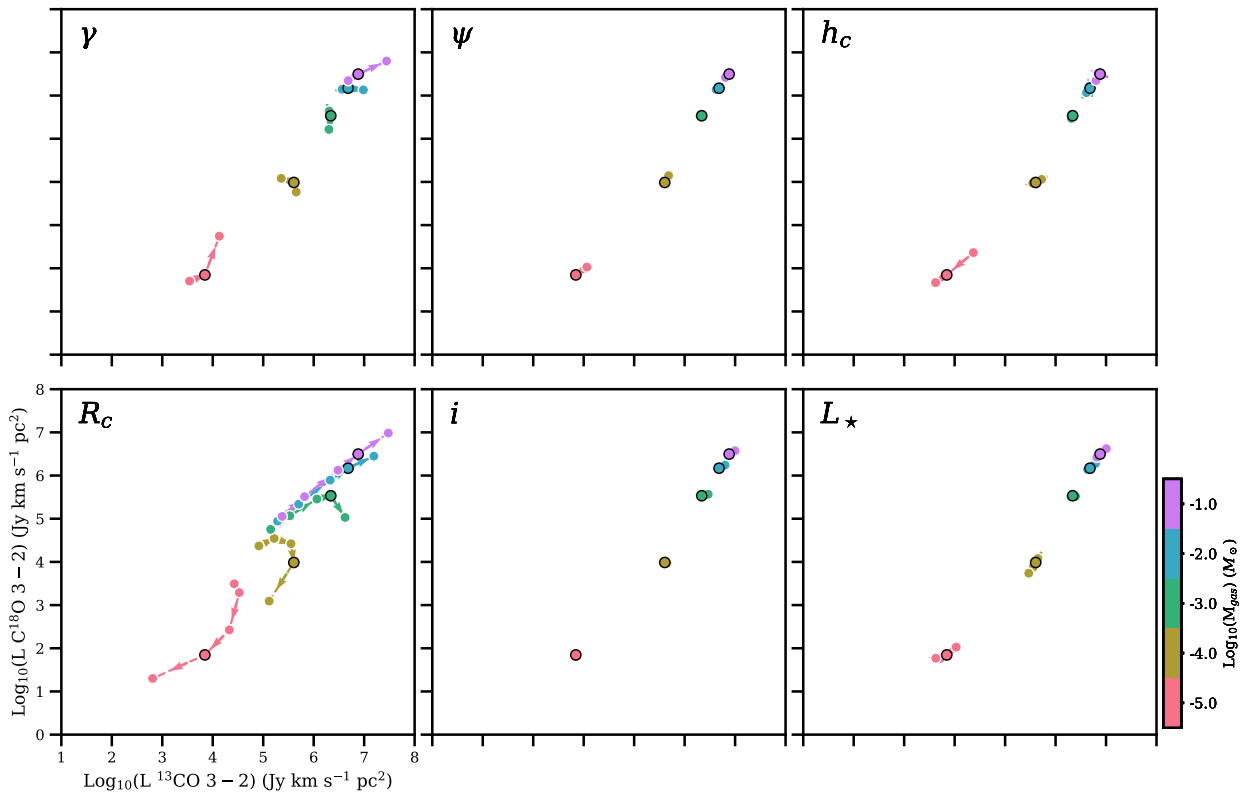 γ
ψ
h_c
R_c
i
L_⋆
8
7
6
5
4
3
2
1
0
Log₁₀(L C¹⁸O 3 − 2) (Jy km s⁻¹ pc²)
1 2 3 4 5 6 7 8
Log₁₀(L ¹³CO 3 − 2) (Jy km s⁻¹ pc²)
-1.0
-2.0
-3.0
-4.0
-5.0
Log₁₀(M_gas) (M_⊙)